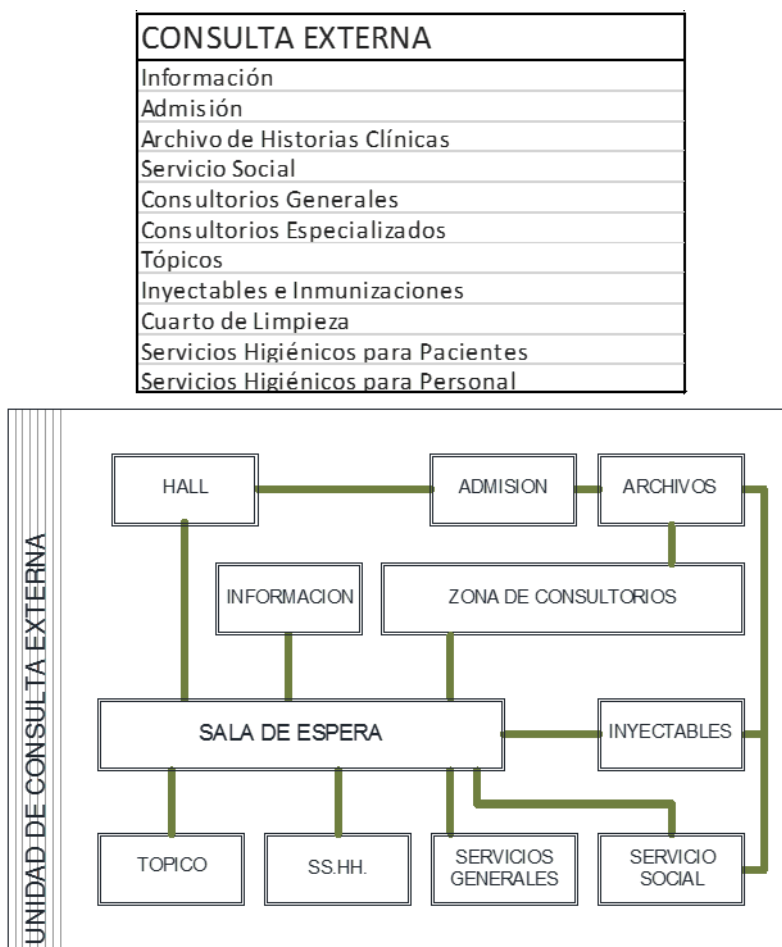 CONSULTA EXTERNA
Información
Admisión
Archivo de Historias Clínicas
Servicio Social
Consultorios Generales
Consultorios Especializados
Tópicos
Inyectables e Inmunizaciones
Cuarto de Limpieza
Servicios Higiénicos para Pacientes
Servicios Higiénicos para Personal
UNIDAD DE CONSULTA EXTERNA
HALL
ADMISION
ARCHIVOS
INFORMACION
ZONA DE CONSULTORIOS
SALA DE ESPERA
INYECTABLES
TOPICO
SS.HH.
SERVICIOS
GENERALES
SERVICIO
SOCIAL